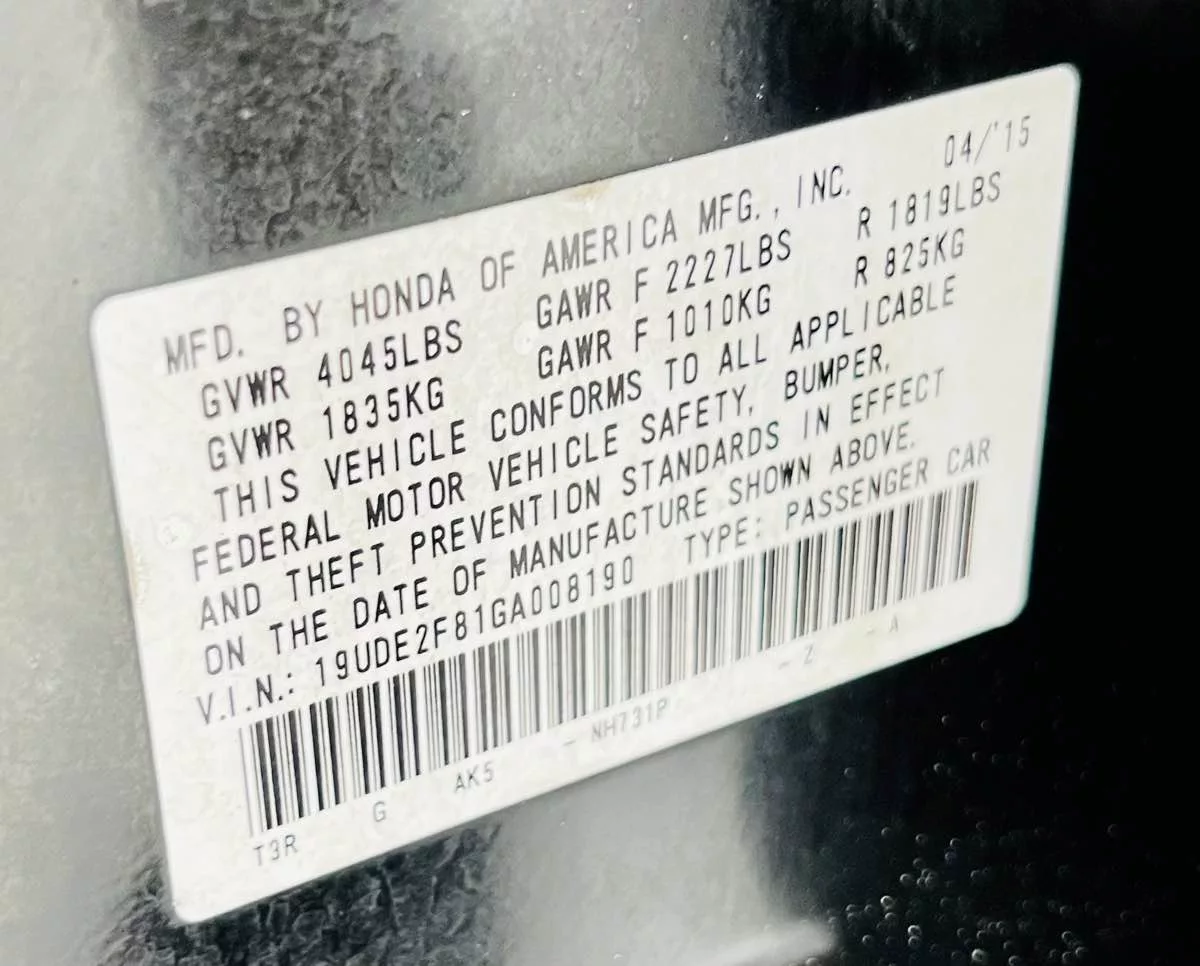 04/'15
MFD. BY HONDA OF AMERICA MFG., INC.
GVWR 4045LBS GAWR F 2227LBS R 1819LBS
GVWR 1835KG GAWR F 1010KG R 825KG
THIS VEHICLE CONFORMS TO ALL APPLICABLE
FEDERAL MOTOR VEHICLE SAFETY, BUMPER,
AND THEFT PREVENTION STANDARDS IN EFFECT
ON THE DATE OF MANUFACTURE SHOWN ABOVE.
V.I.N.: 19UDE2F81GA008190 TYPE: PASSENGER CAR
T3R G AK5 - NH731P - Z - A